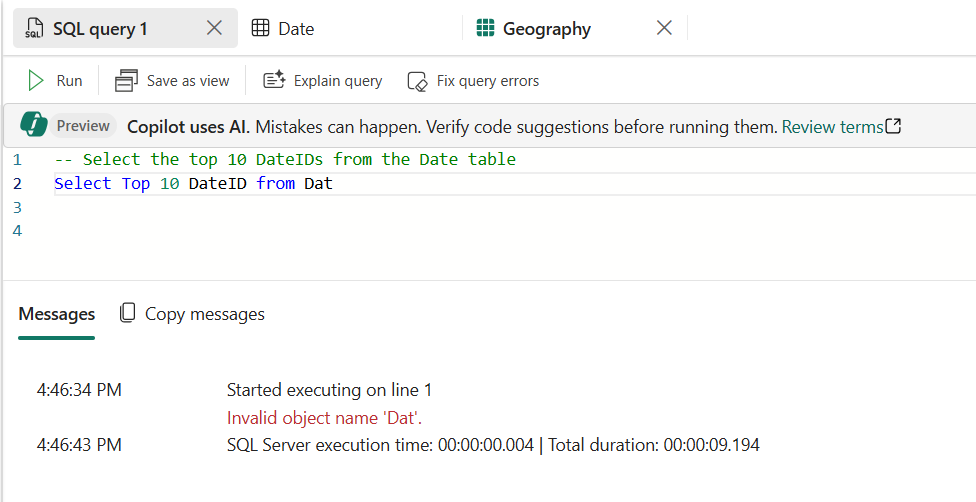 SQL query 1 Date Geography
Run Save as view Explain query Fix query errors
Preview Copilot uses AI. Mistakes can happen. Verify code suggestions before running them. Review terms
1 -- Select the top 10 DateIDs from the Date table
2 Select Top 10 DateID from Dat
3
4
Messages Copy messages
4:46:34 PM Started executing on line 1
Invalid object name 'Dat'.
4:46:43 PM SQL Server execution time: 00:00:00.004 | Total duration: 00:00:09.194